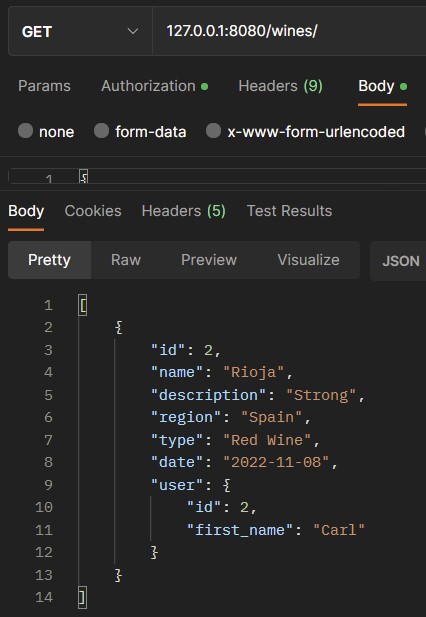 GET 127.0.0.1:8080/wines/
Params Authorization Headers (9) Body
none form-data x-www-form-urlencoded
1 {
Body Cookies Headers (5) Test Results
Pretty Raw Preview Visualize JSON
1 [
2 {
3 "id": 2,
4 "name": "Rioja",
5 "description": "Strong",
6 "region": "Spain",
7 "type": "Red Wine",
8 "date": "2022-11-08",
9 "user": {
10 "id": 2,
11 "first_name": "Carl"
12 }
13 }
14 ]